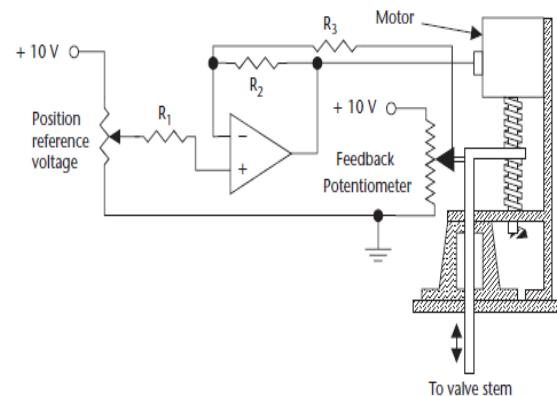 Motor
R3
+ 10 V
R2
+ 10 V
R1
Position
reference
voltage
−
+
Feedback
Potentiometer
To valve stem